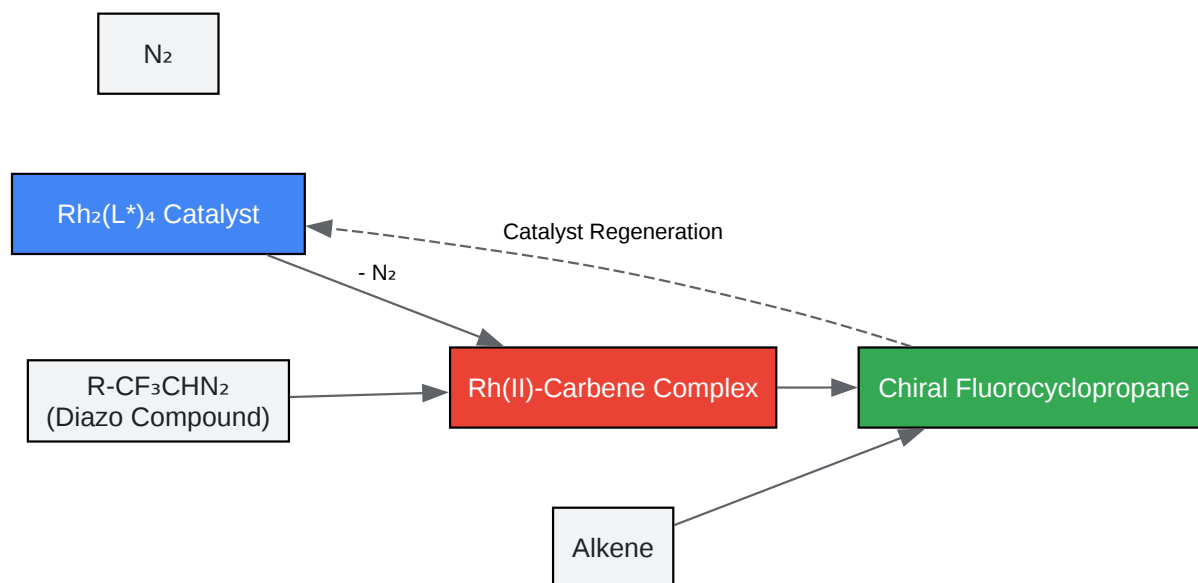 N₂
Rh₂(L*)₄ Catalyst
Catalyst Regeneration
- N₂
R-CF₃CHN₂
(Diazo Compound)
Rh(II)-Carbene Complex
Chiral Fluorocyclopropane
Alkene